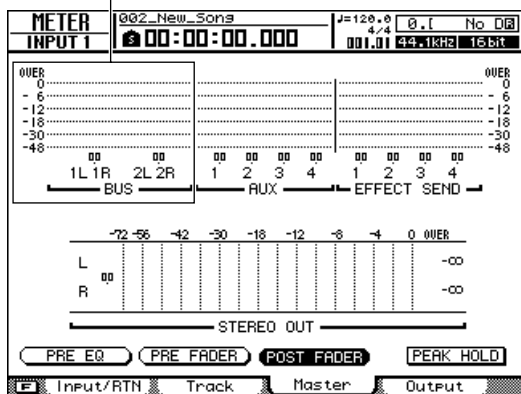 METER 002_New_Song J=120.0 4/4 0.[ No D
INPUT 1 S 00:00:00.000 001.01 44.1kHz 16bit
OVER OVER
0 0
- 6 - 6
-12 -12
-18 -18
-30 -30
-48 -48
1L 1R 2L 2R 1 2 3 4 1 2 3 4
BUS AUX EFFECT SEND
-72 -56 -42 -30 -18 -12 -8 -4 0 OVER
L -∞
R -∞
STEREO OUT
PRE EQ PRE FADER POST FADER PEAK HOLD
F Input/RTN Track Master Output